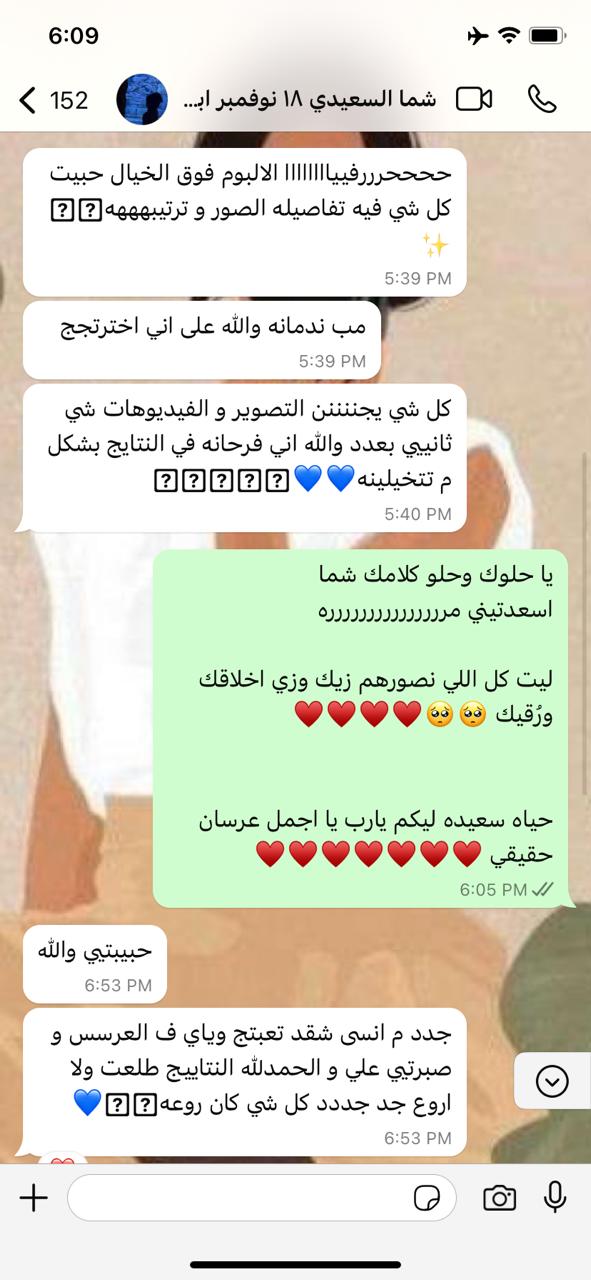 6:09
152
شما السعيدي ١٨ نوفمبر ابـ...
حححححرررفيياااااااا الالبوم فوق الخيال حبيت
كل شي فيه تفاصيله الصور و ترتيبهههه
✨
5:39 PM
مب ندمانه والله على اني اخترتجج
5:39 PM
كل شي يجنننننن التصوير و الفيديوهات شي
ثانييي بعدد والله اني فرحانه في النتايج بشكل
م تتخيلينه💙💙
5:40 PM
يا حلوك وحلو كلامك شما
اسعدتيني مررررررررررررررره
ليت كل اللي نصورهم زيك وزي اخلاقك
ورُقيك 🥺🥺♥️♥️♥️♥️
حياه سعيده ليكم يارب يا اجمل عرسان
حقيقي ♥️♥️♥️♥️♥️♥️♥️
6:05 PM
حبيبتيي والله
6:53 PM
جدد م انسى شقد تعبتج وياي ف العرسس و
صبرتيي علي و الحمدلله النتاييج طلعت ولا
اروع جد جددد كل شي كان روعه💙
6:53 PM